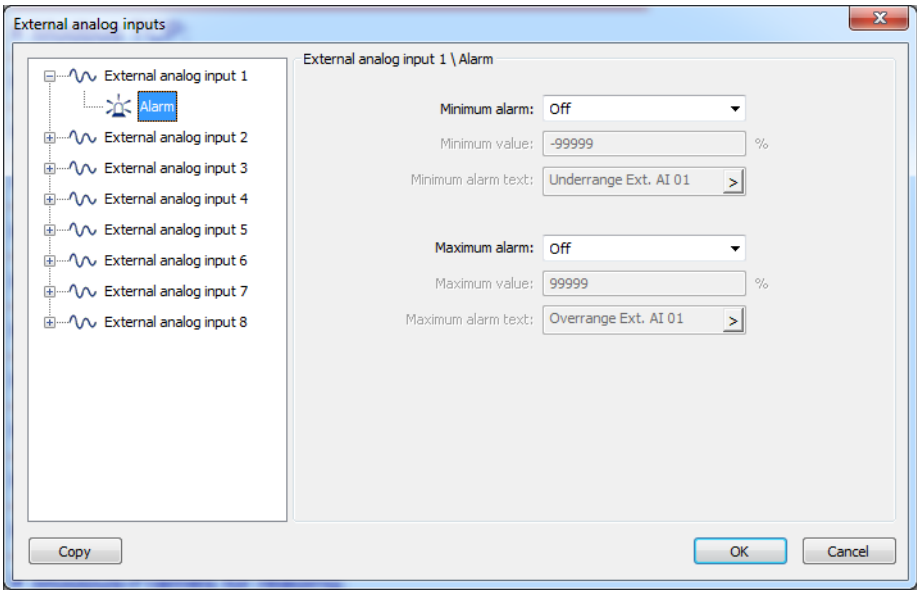 External analog inputs
External analog input 1
Alarm
External analog input 2
External analog input 3
External analog input 4
External analog input 5
External analog input 6
External analog input 7
External analog input 8
External analog input 1 \ Alarm
Minimum alarm: Off
Minimum value: -99999 %
Minimum alarm text: Underrange Ext. AI 01 >
Maximum alarm: Off
Maximum value: 99999 %
Maximum alarm text: Overrange Ext. AI 01 >
Copy
OK
Cancel